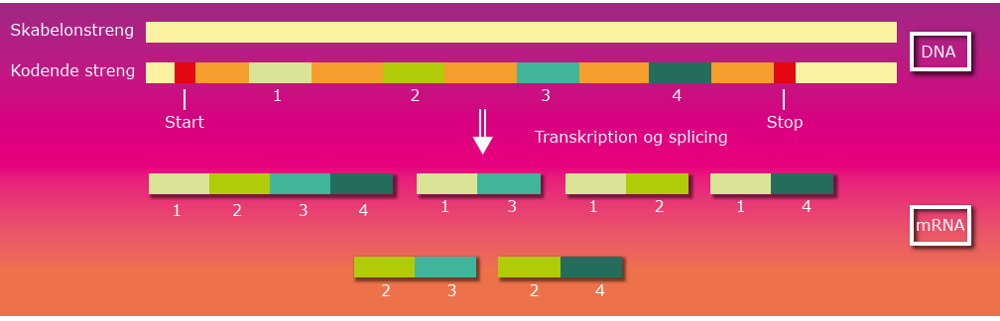 Skabelonstreng
DNA
Kodende streng
1 2 3 4
Start Stop
Transkription og splicing
1 2 3 4 1 3 1 2 1 4
mRNA
2 3 2 4